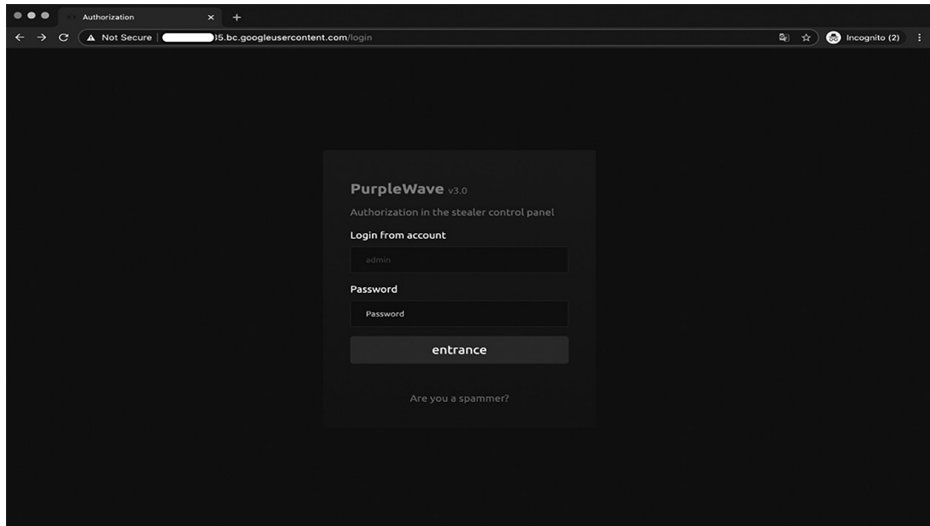 Authorization
Not Secure
35.bc.googleusercontent.com/login
Incognito (2)
PurpleWave v3.0
Authorization in the stealer control panel
Login from account
admin
Password
Password
entrance
Are you a spammer?